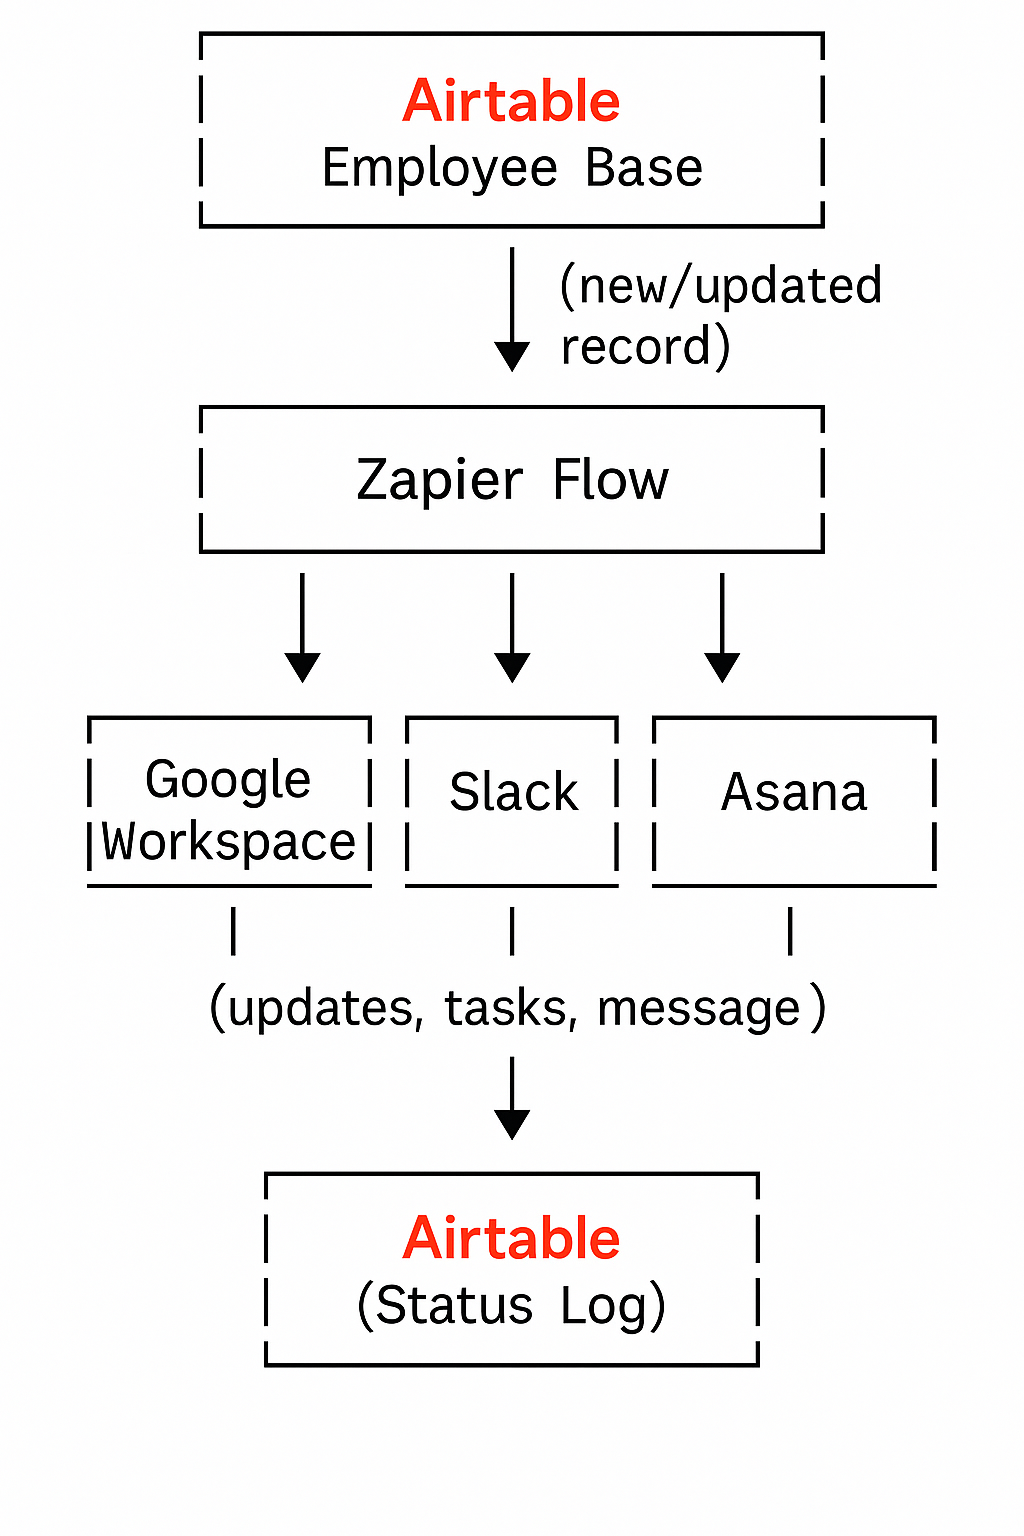 Airtable
Employee Base
(new/updated
record)
Zapier Flow
Google
Workspace
Slack
Asana
(updates, tasks, message)
Airtable
(Status Log)